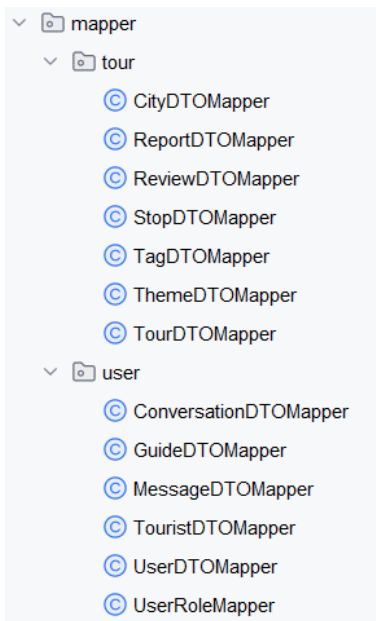 mapper
tour
CityDTOMapper
ReportDTOMapper
ReviewDTOMapper
StopDTOMapper
TagDTOMapper
ThemeDTOMapper
TourDTOMapper
user
ConversationDTOMapper
GuideDTOMapper
MessageDTOMapper
TouristDTOMapper
UserDTOMapper
UserRoleMapper